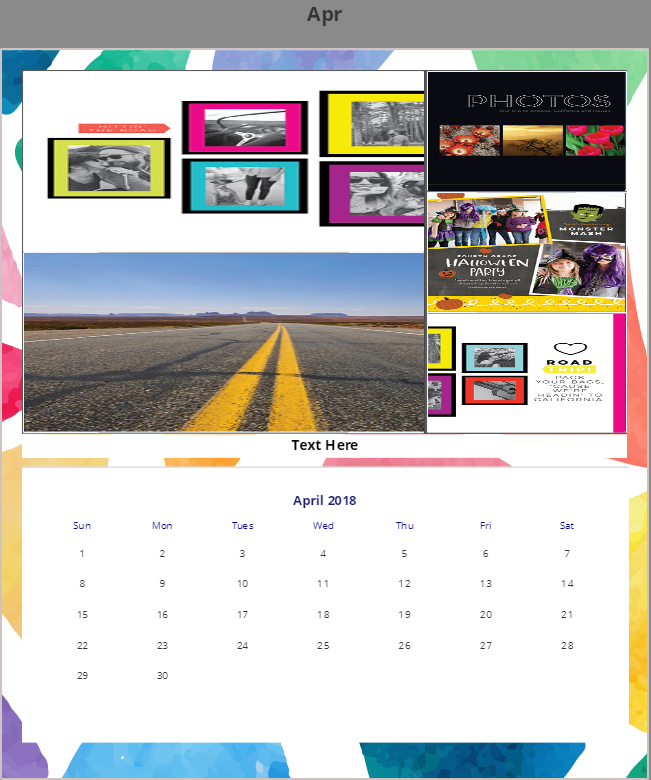 Apr
HITTIN'
THE ROAD
PHOTOS
FOURTH GRADE
HALLOWEEN
PARTY
MONSTER
MASH
ROAD
TRIP!
PACK
YOUR BAGS,
'CAUSE
WE'RE
HEADIN' TO
CALIFORNIA
Text Here
April 2018
Sun Mon Tues Wed Thu Fri Sat
1 2 3 4 5 6 7
8 9 10 11 12 13 14
15 16 17 18 19 20 21
22 23 24 25 26 27 28
29 30